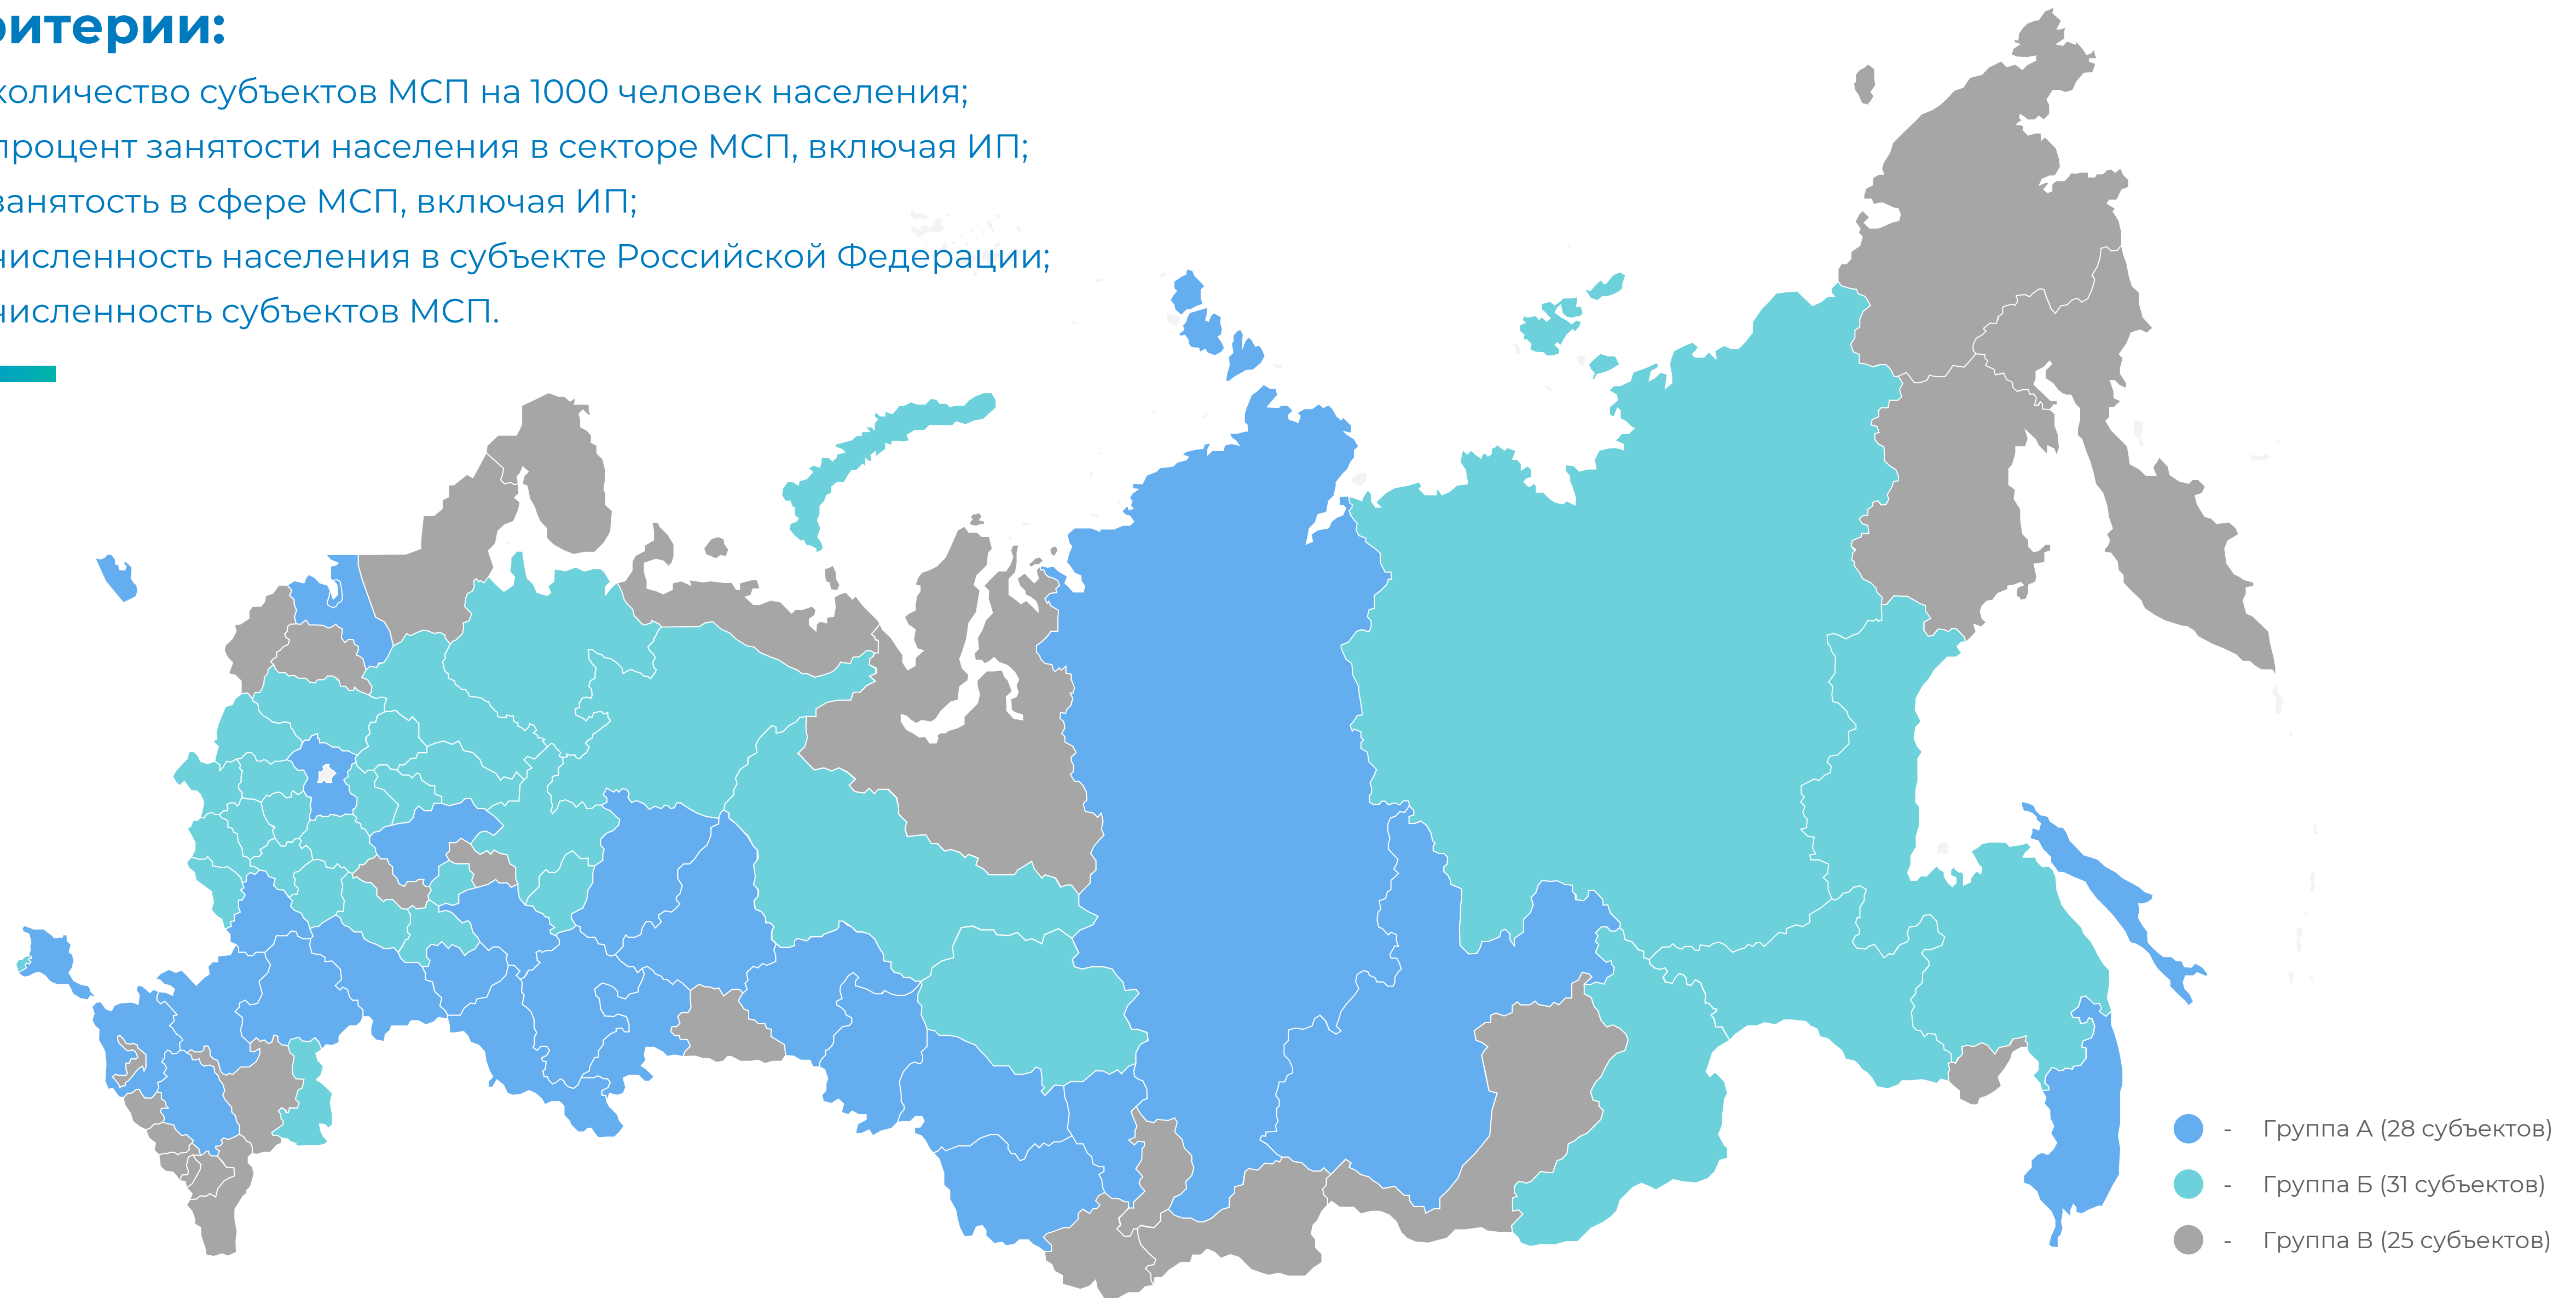 ритерии:
количество субъектов МСП на 1000 человек населения;
процент занятости населения в секторе МСП, включая ИП;
занятость в сфере МСП, включая ИП;
численность населения в субъекте Российской Федерации;
численность субъектов МСП.
- Группа А (28 субъектов)
- Группа Б (31 субъектов)
- Группа В (25 субъектов)